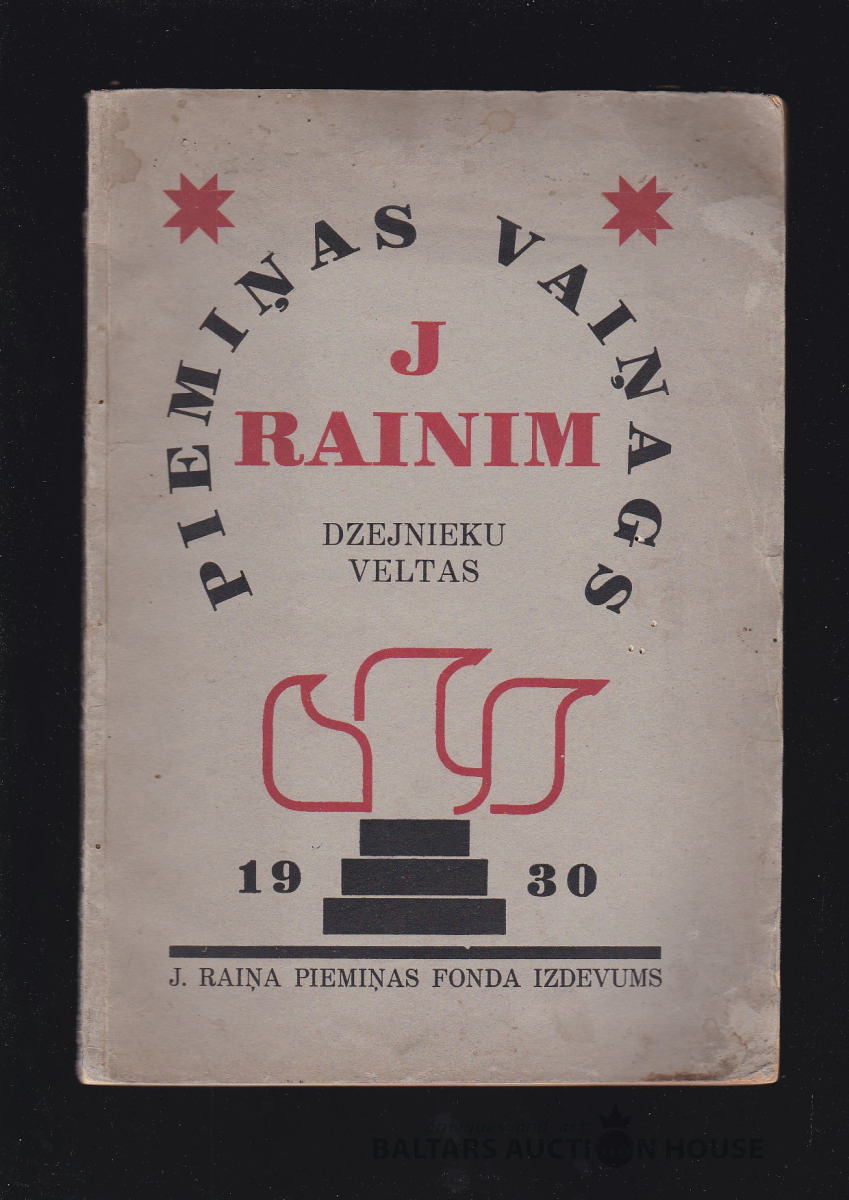 PIEMIŅAS VAIŅAGS
J
RAINIM
DZEJNIEKU
VELTAS
19 30
J. RAIŅA PIEMIŅAS FONDA IZDEVUMS
BALTARS AUCTION HOUSE